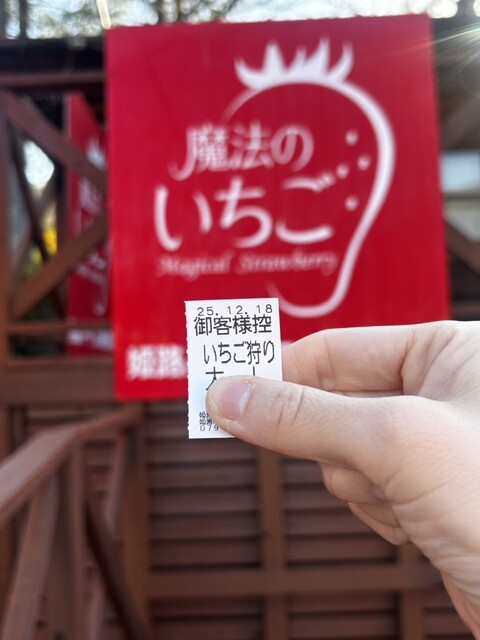 魔法の
いちご
Magical Strawberry
姫路
25.12.18
御客様控
いちご狩り
079